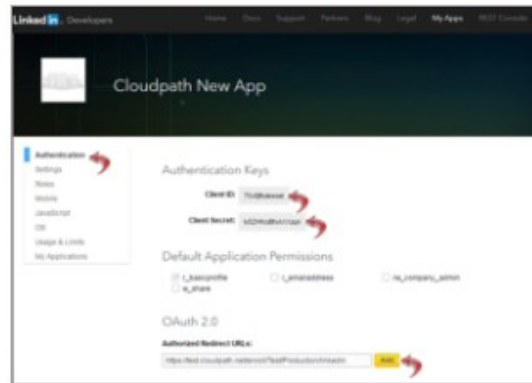 Linked in Developers
Home Docs Support Partners Blog Legal My Apps REST Console
Cloudpath New App
Authentication
Settings
Roles
Mobile
JavaScript
OS
Usage & Limits
My Applications
Authentication Keys
Client ID:
Client Secret:
Default Application Permissions
r_basicprofile r_emailaddress rw_company_admin
w_share
OAuth 2.0
Authorized Redirect URLs:
Add